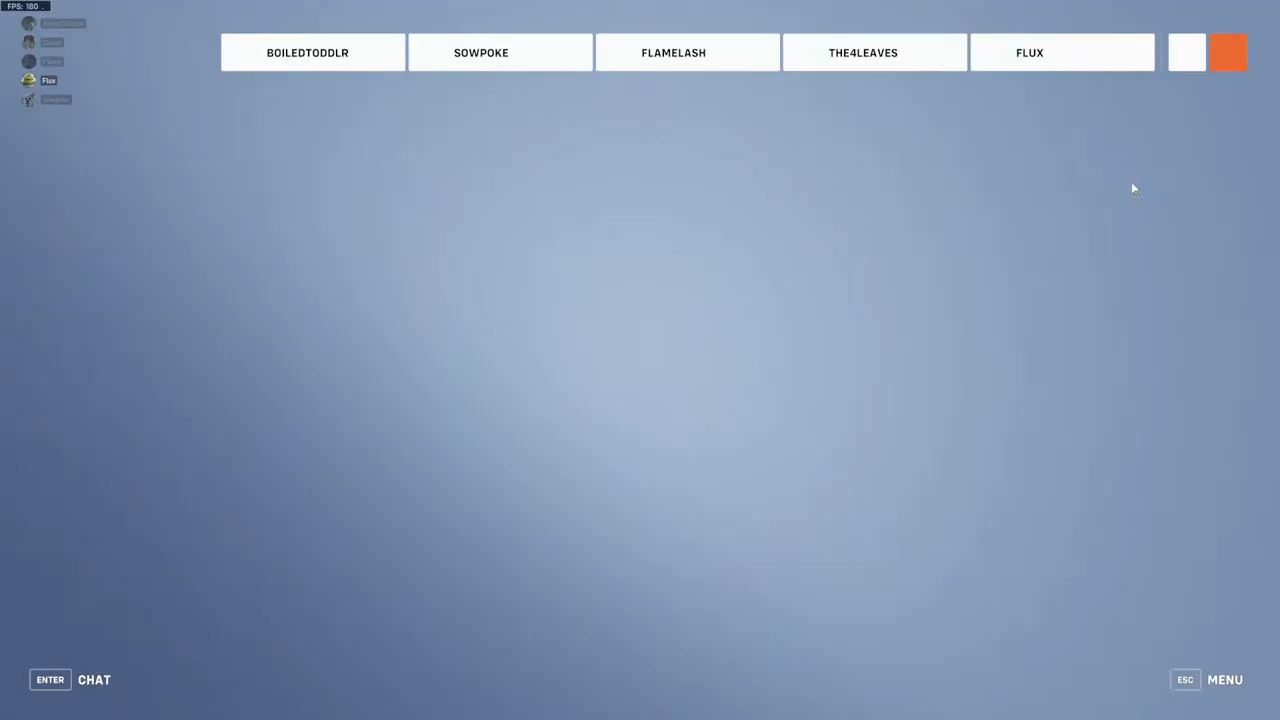 FPS: 180 .
BOILEDTODDLR SOWPOKE FLAMELASH THE4LEAVES FLUX
Flux
ENTER CHAT
ESC MENU